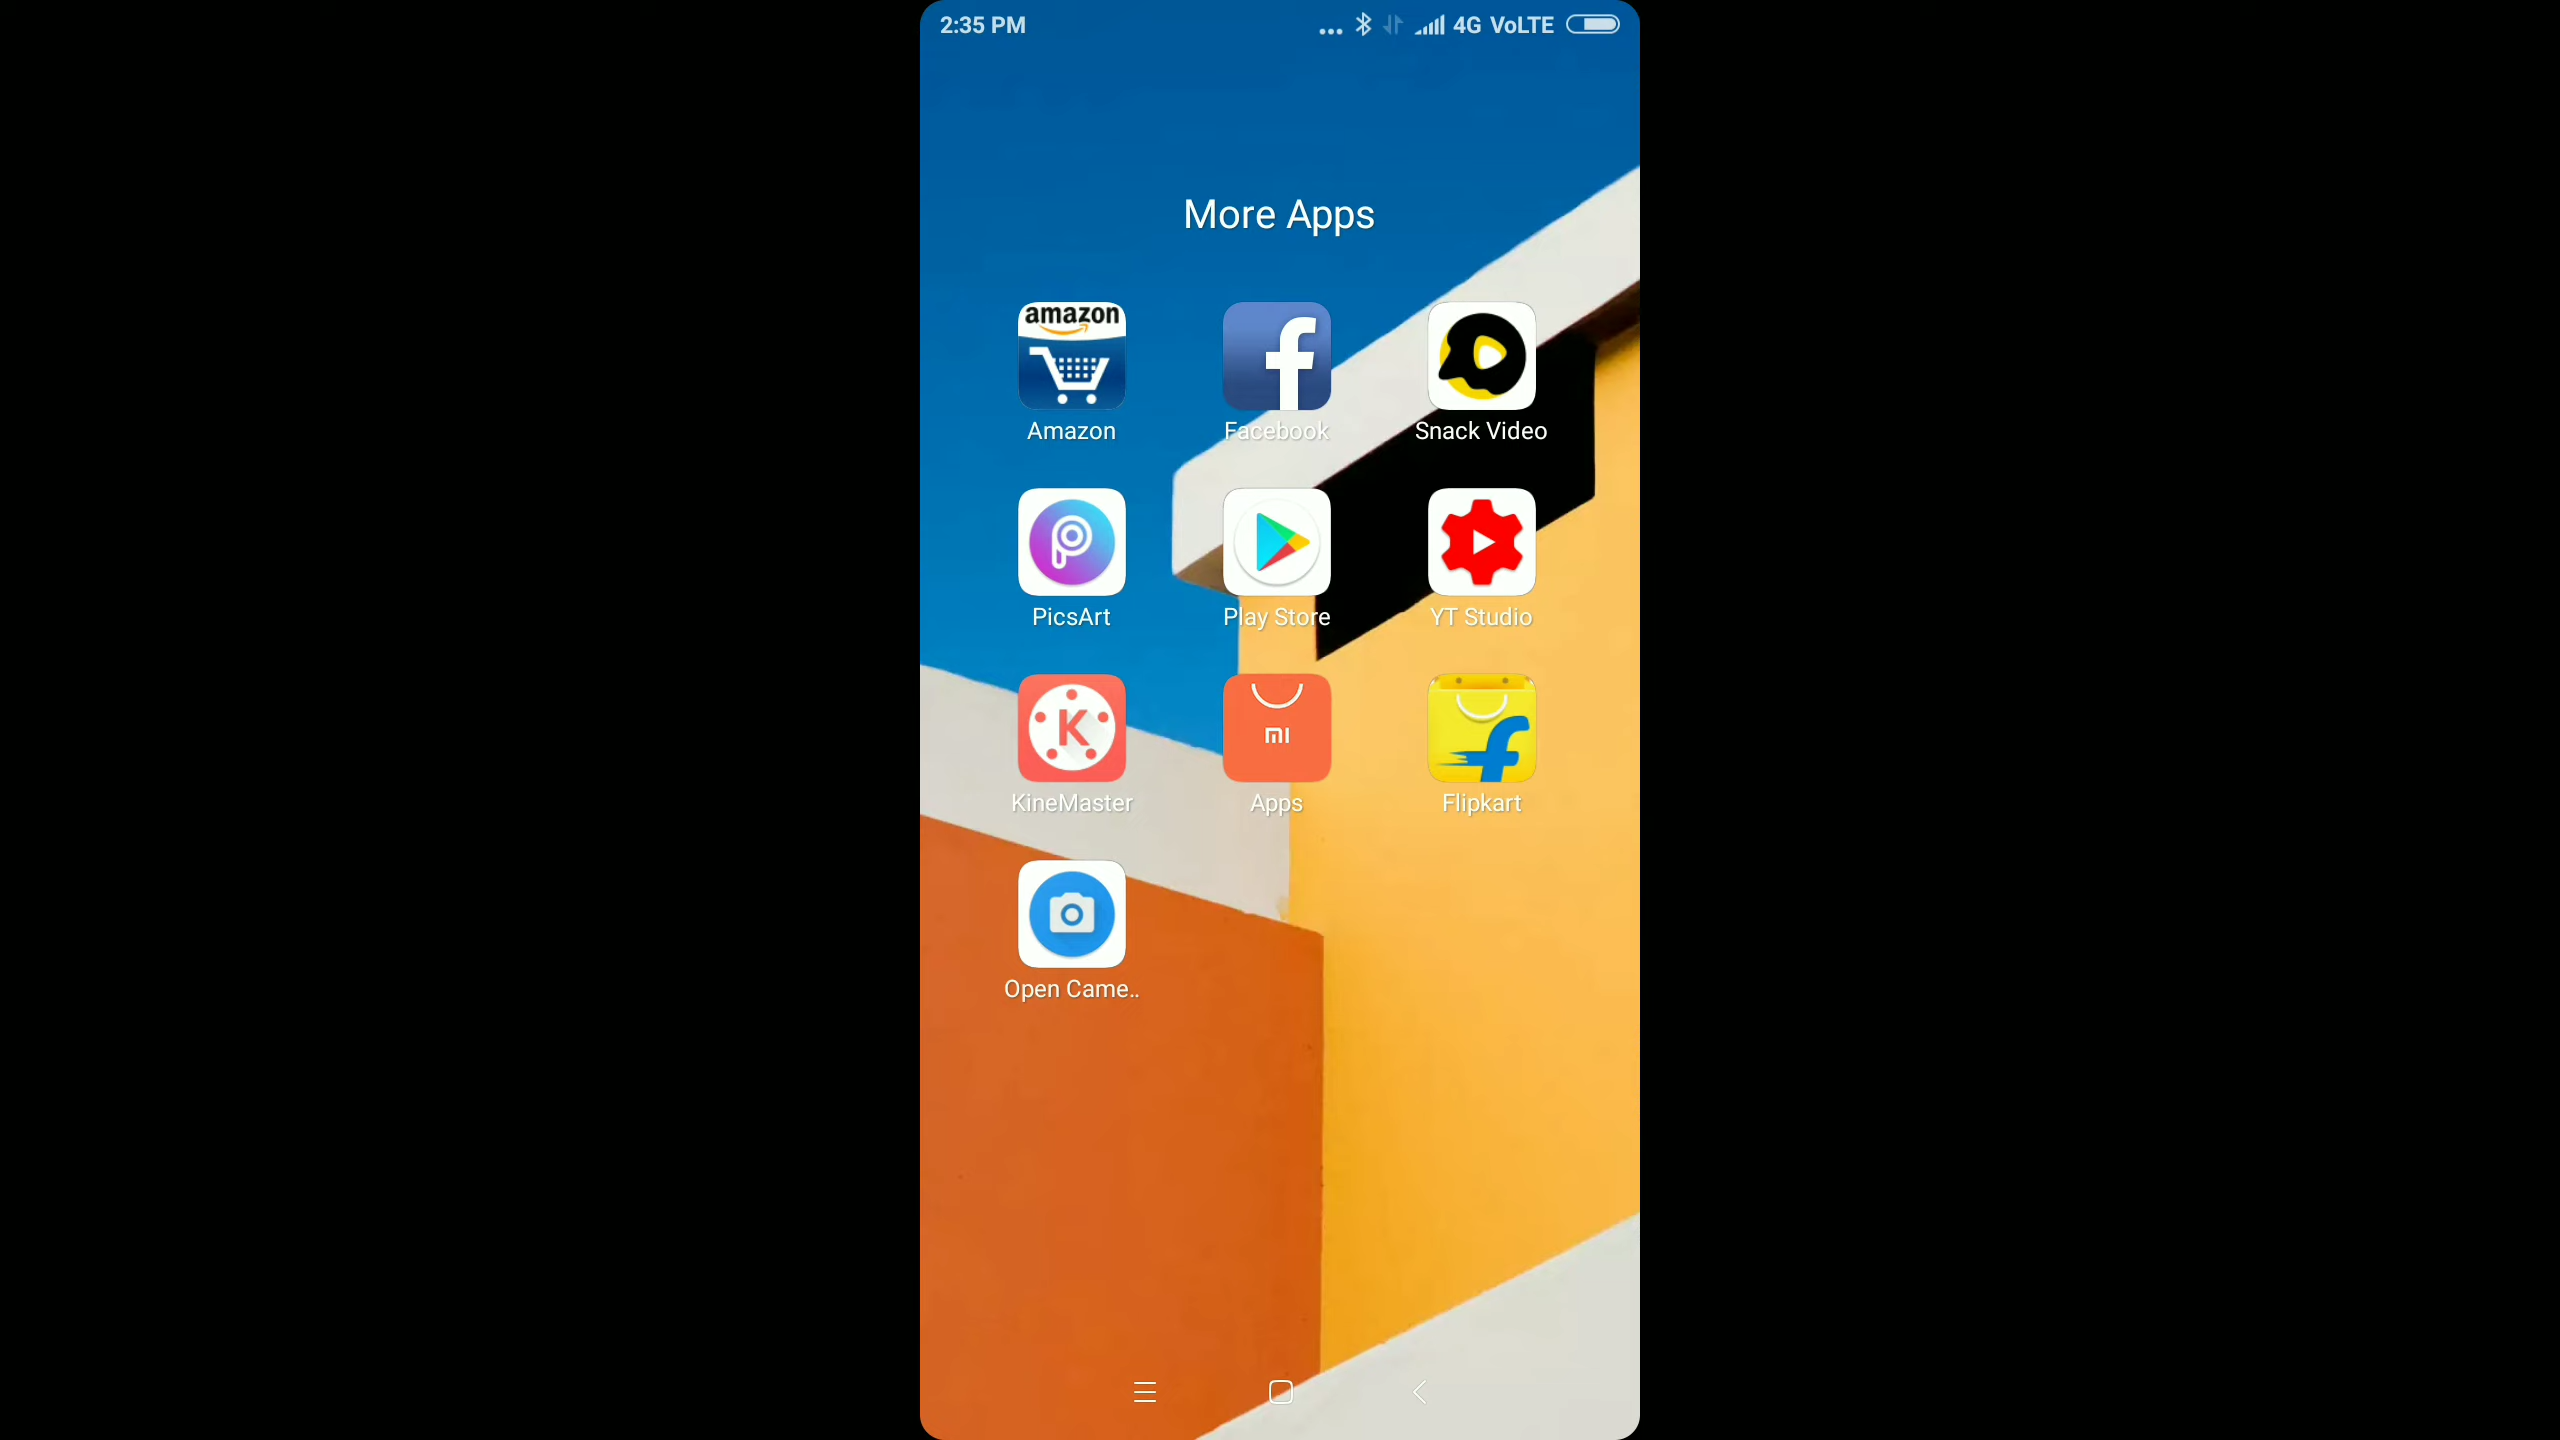 2:35 PM
... 4G VoLTE
More Apps
amazon
Amazon
Facebook
Snack Video
PicsArt
Play Store
YT Studio
K
mi
KineMaster
Apps
Flipkart
Open Came..